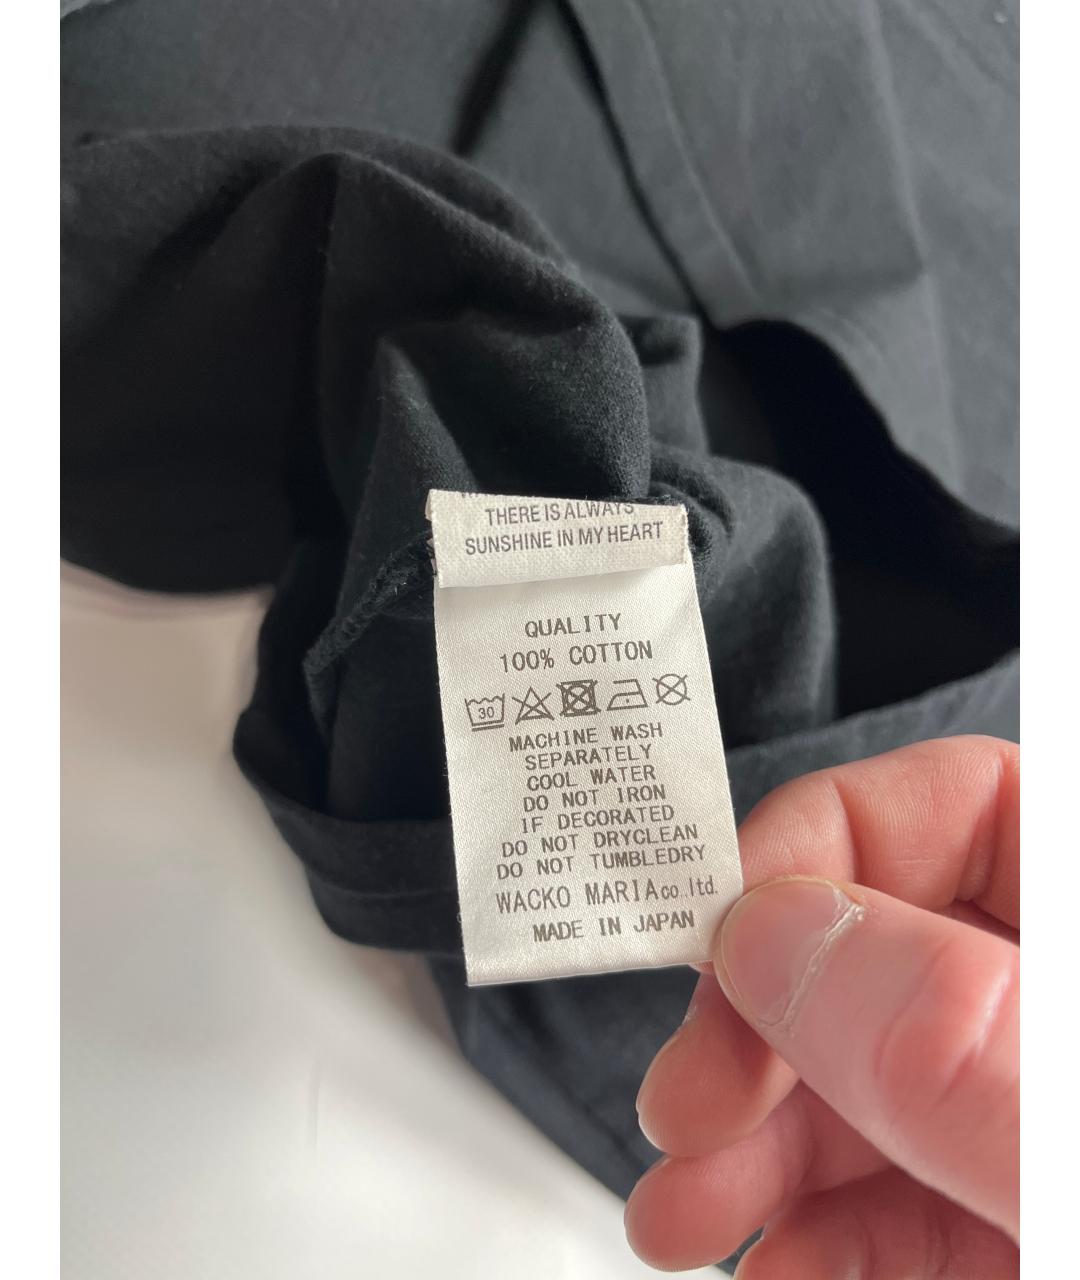 THERE IS ALWAYS
SUNSHINE IN MY HEART
QUALITY
100% COTTON
30
MACHINE WASH
SEPARATELY
COOL WATER
DO NOT IRON
IF DECORATED
DO NOT DRYCLEAN
DO NOT TUMBLEDRY
WACKO MARIA co.ltd.
MADE IN JAPAN